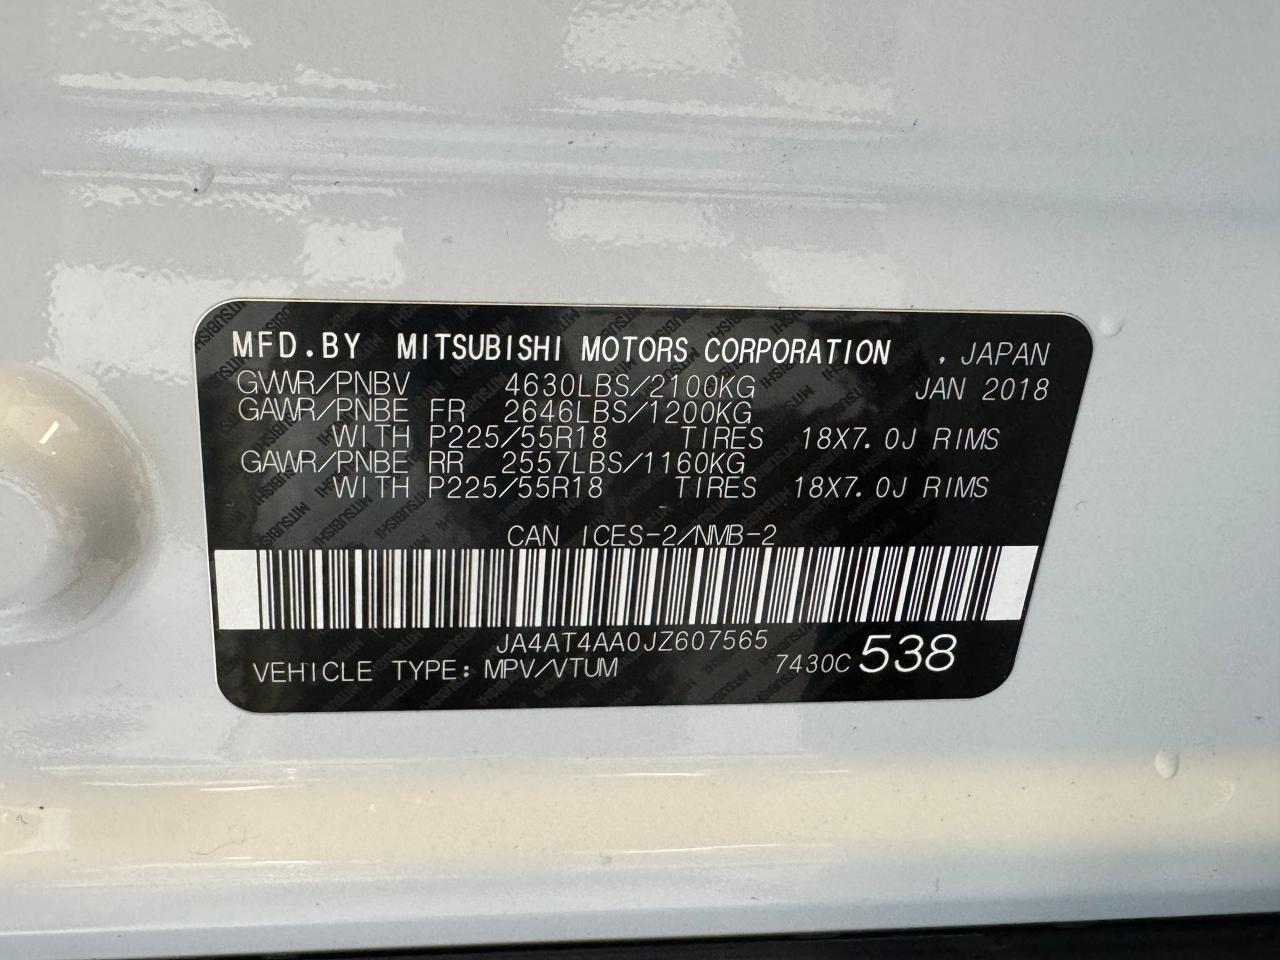 MFD.BY MITSUBISHI MOTORS CORPORATION , JAPAN
GVWR/PNBV 4630LBS/2100KG JAN 2018
GAWR/PNBE FR 2646LBS/1200KG
WITH P225/55R18 TIRES 18X7.0J RIMS
GAWR/PNBE RR 2557LBS/1160KG
WITH P225/55R18 TIRES 18X7.0J RIMS
CAN ICES-2/NMB-2
JA4AT4AA0JZ607565
VEHICLE TYPE: MPV/VTUM 7430C 538